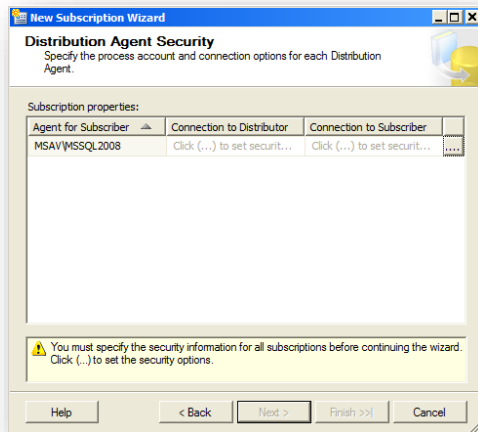 New Subscription Wizard
Distribution Agent Security
Specify the process account and connection options for each Distribution
Agent.
Subscription properties:
Agent for Subscriber Connection to Distributor Connection to Subscriber
MSAV\MSSQL2008 Click (...) to set securit... Click (...) to set securit... ....
You must specify the security information for all subscriptions before continuing the wizard.
Click (...) to set the security options.
Help < Back Next > Finish >>| Cancel